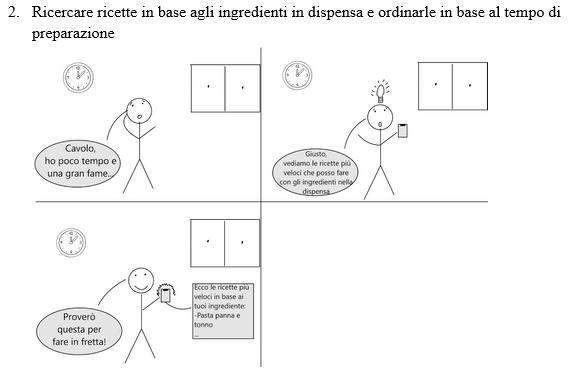 2. Ricercare ricette in base agli ingredienti in dispensa e ordinarle in base al tempo di
preparazione
Cavolo,
ho poco tempo e
una gran fame...
Giusto,
vediamo le ricette più
veloci che posso fare
con gli ingredienti nella
dispensa
Proverò
questa per
fare in fretta!
Ecco le ricette più
veloci in base ai
tuoi ingrediente:
-Pasta panna e
tonno
...